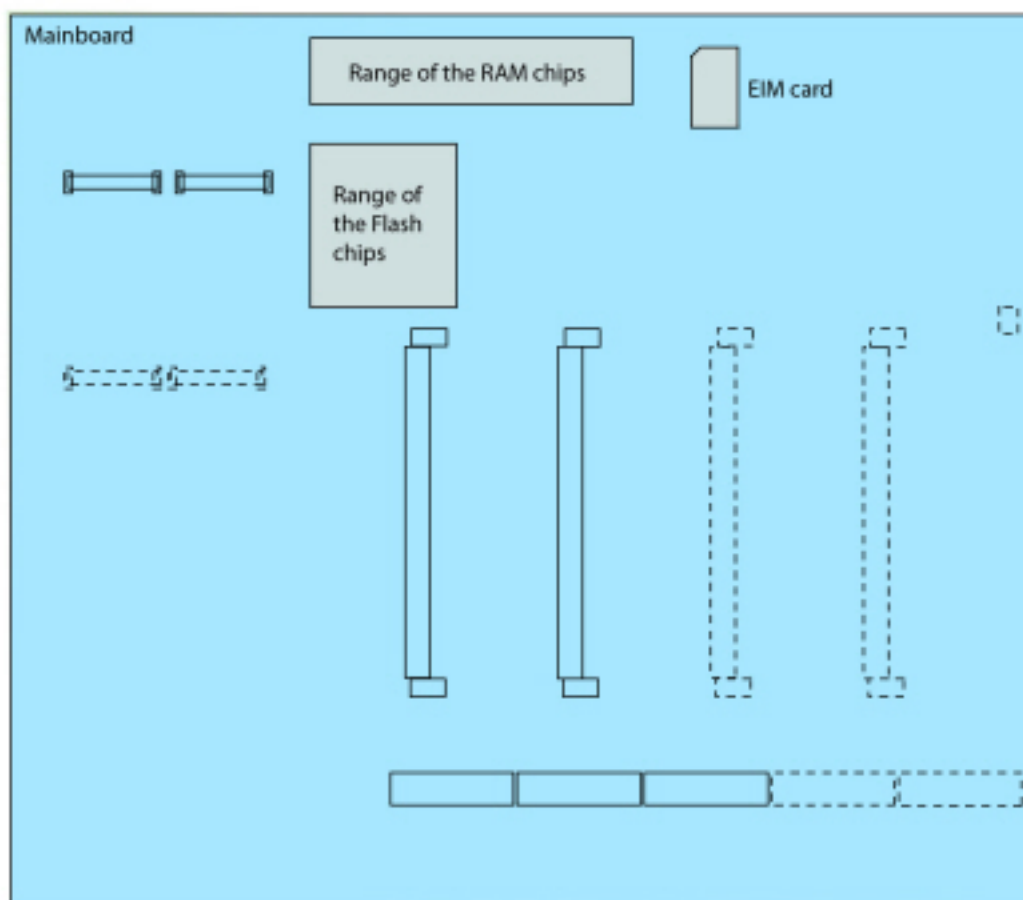 Mainboard
Range of the RAM chips
EIM card
Range of
the Flash
chips